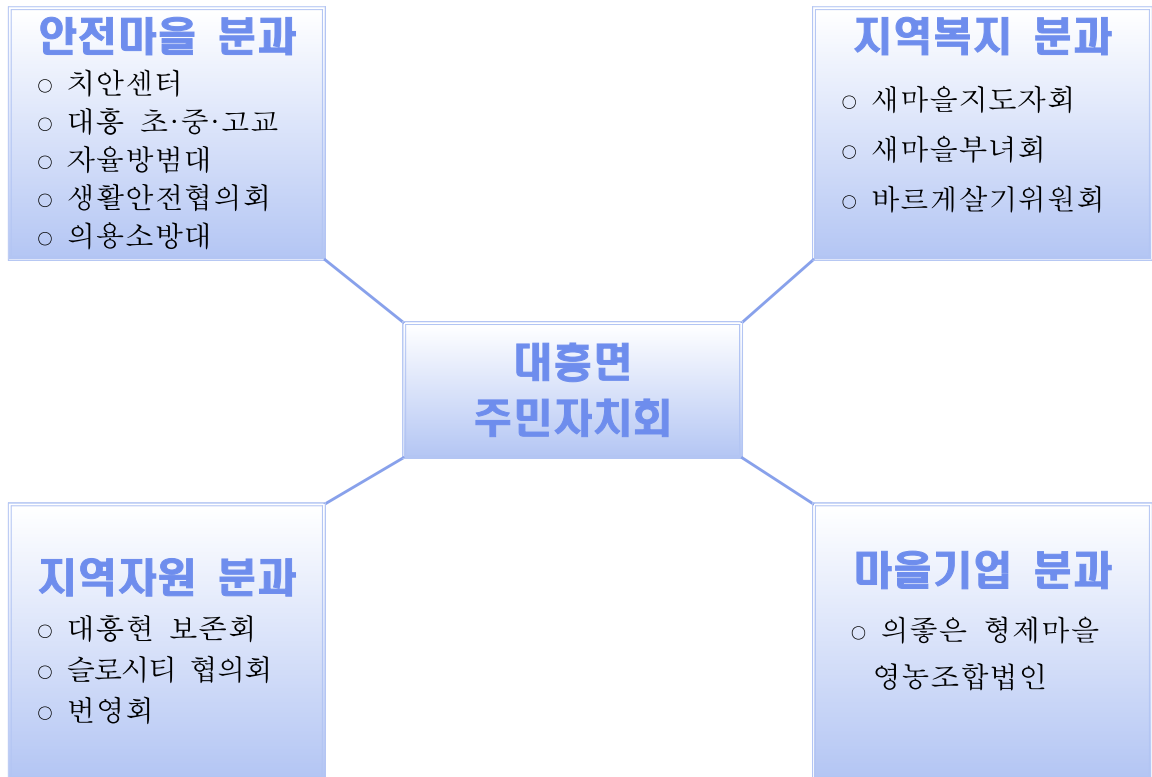 안전마을 분과
○ 치안센터
○ 대흥 초·중·고교
○ 자율방범대
○ 생활안전협의회
○ 의용소방대
지역복지 분과
○ 새마을지도자회
○ 새마을부녀회
○ 바르게살기위원회
대흥면
주민자치회
지역자원 분과
○ 대흥현 보존회
○ 슬로시티 협의회
○ 번영회
마을기업 분과
○ 의좋은 형제마을
영농조합법인